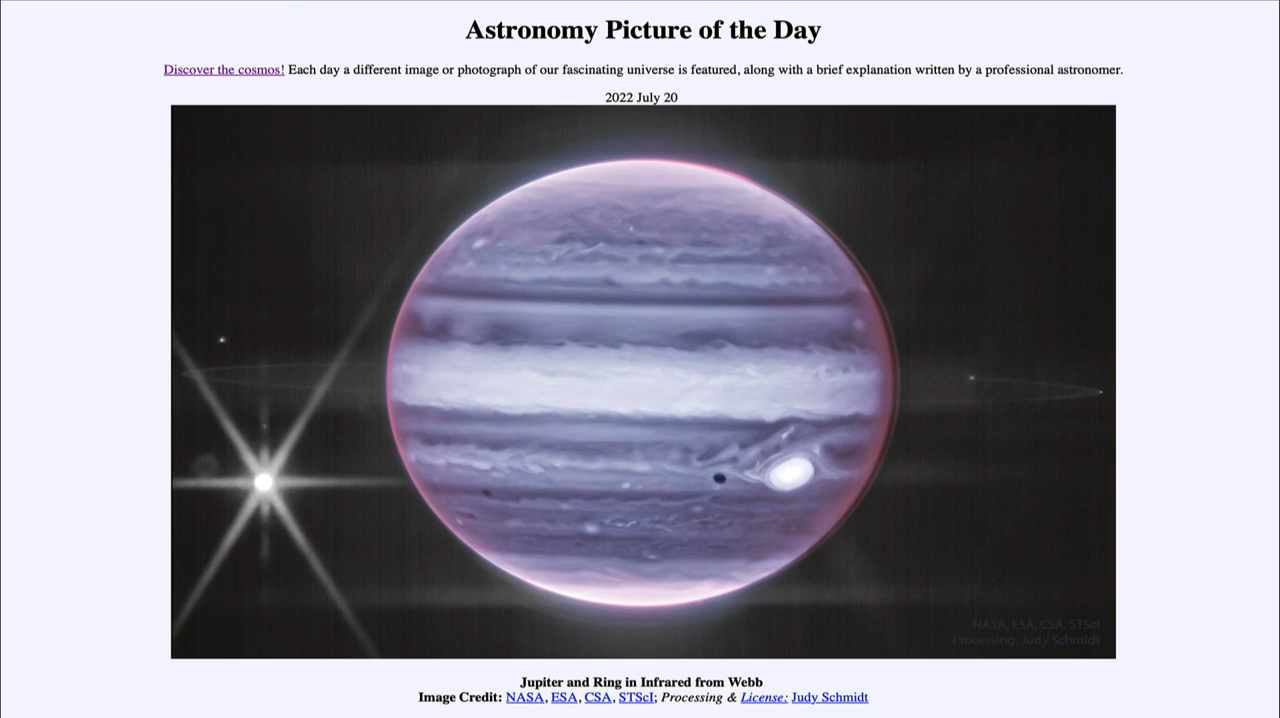 Astronomy Picture of the Day
Discover the cosmos! Each day a different image or photograph of our fascinating universe is featured, along with a brief explanation written by a professional astronomer.
2022 July 20
NASA, ESA, CSA, STScI
Processing: Judy Schmidt
Jupiter and Ring in Infrared from Webb
Image Credit: NASA, ESA, CSA, STScI; Processing & License: Judy Schmidt